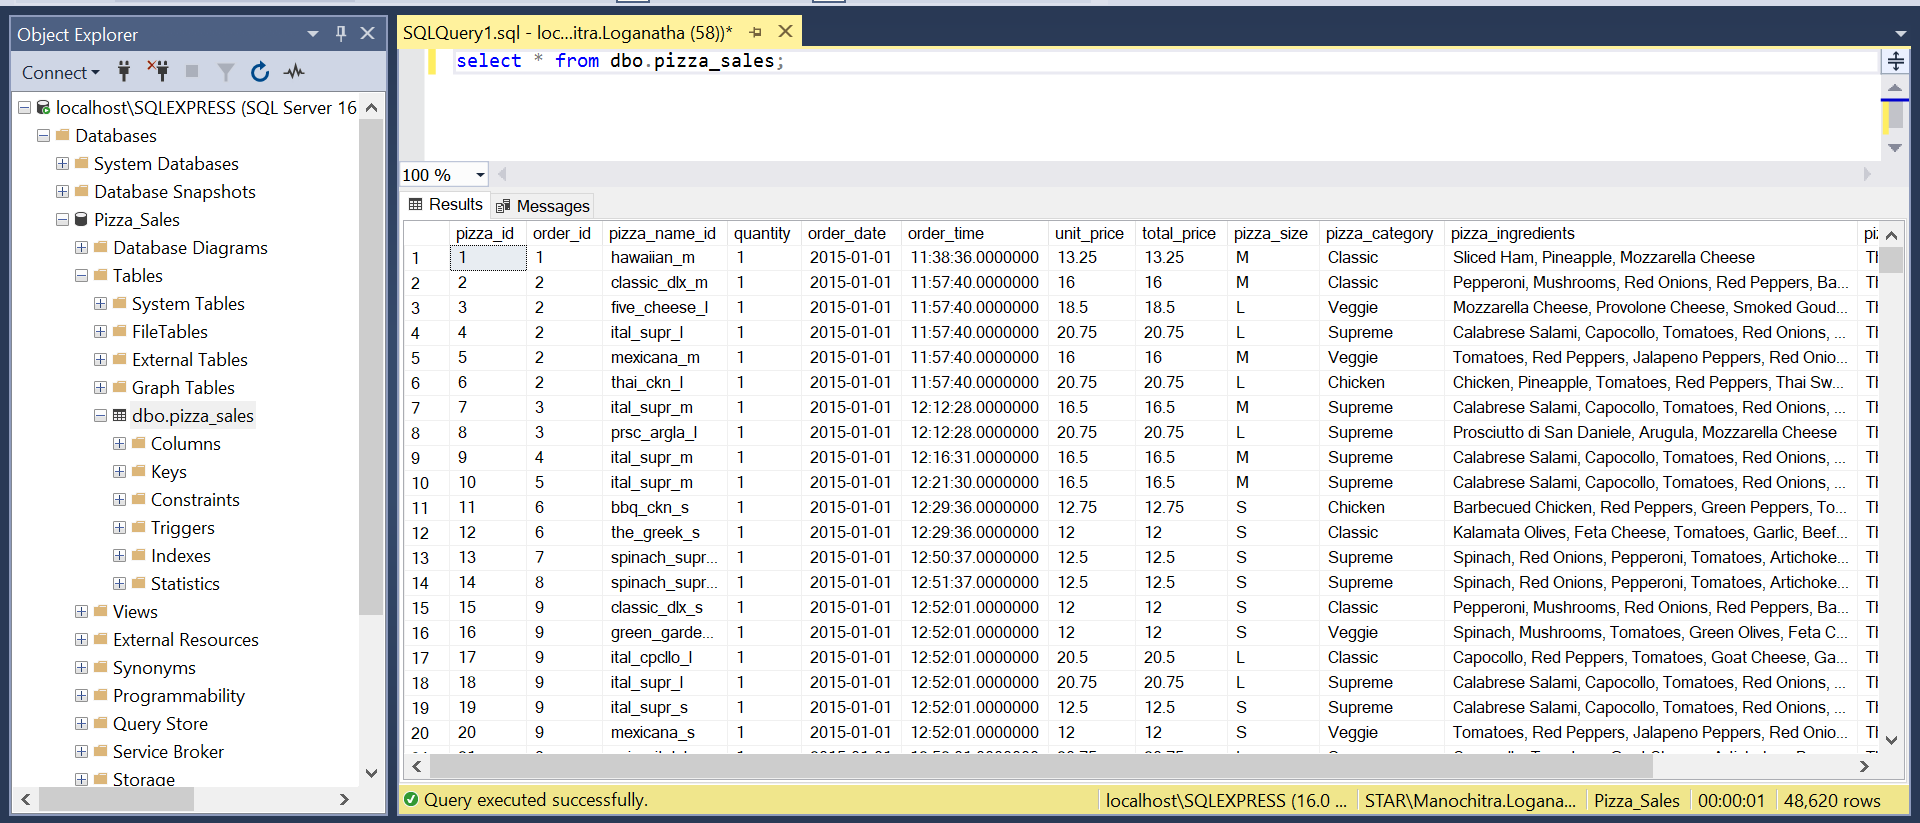 Object Explorer
Connect
localhost\SQLEXPRESS (SQL Server 16
Databases
System Databases
Database Snapshots
Pizza_Sales
Database Diagrams
Tables
System Tables
FileTables
External Tables
Graph Tables
dbo.pizza_sales
Columns
Keys
Constraints
Triggers
Indexes
Statistics
Views
External Resources
Synonyms
Programmability
Query Store
Service Broker
Storage
SQLQuery1.sql - loc...itra.Loganatha (58))*
select * from dbo.pizza_sales;
100 %
Results Messages
pizza_id order_id pizza_name_id quantity order_date order_time unit_price total_price pizza_size pizza_category pizza_ingredients
1 1 1 hawaiian_m 1 2015-01-01 11:38:36.0000000 13.25 13.25 M Classic Sliced Ham, Pineapple, Mozzarella Cheese
2 2 2 classic_dlx_m 1 2015-01-01 11:57:40.0000000 16 16 M Classic Pepperoni, Mushrooms, Red Onions, Red Peppers, Ba...
3 3 2 five_cheese_l 1 2015-01-01 11:57:40.0000000 18.5 18.5 L Veggie Mozzarella Cheese, Provolone Cheese, Smoked Goud...
4 4 2 ital_supr_l 1 2015-01-01 11:57:40.0000000 20.75 20.75 L Supreme Calabrese Salami, Capocollo, Tomatoes, Red Onions, ...
5 5 2 mexicana_m 1 2015-01-01 11:57:40.0000000 16 16 M Veggie Tomatoes, Red Peppers, Jalapeno Peppers, Red Onio...
6 6 2 thai_ckn_l 1 2015-01-01 11:57:40.0000000 20.75 20.75 L Chicken Chicken, Pineapple, Tomatoes, Red Peppers, Thai Sw...
7 7 3 ital_supr_m 1 2015-01-01 12:12:28.0000000 16.5 16.5 M Supreme Calabrese Salami, Capocollo, Tomatoes, Red Onions, ...
8 8 3 prsc_argla_l 1 2015-01-01 12:12:28.0000000 20.75 20.75 L Supreme Prosciutto di San Daniele, Arugula, Mozzarella Cheese
9 9 4 ital_supr_m 1 2015-01-01 12:16:31.0000000 16.5 16.5 M Supreme Calabrese Salami, Capocollo, Tomatoes, Red Onions, ...
10 10 5 ital_supr_m 1 2015-01-01 12:21:30.0000000 16.5 16.5 M Supreme Calabrese Salami, Capocollo, Tomatoes, Red Onions, ...
11 11 6 bbq_ckn_s 1 2015-01-01 12:29:36.0000000 12.75 12.75 S Chicken Barbecued Chicken, Red Peppers, Green Peppers, To...
12 12 6 the_greek_s 1 2015-01-01 12:29:36.0000000 12 12 S Classic Kalamata Olives, Feta Cheese, Tomatoes, Garlic, Beef...
13 13 7 spinach_supr... 1 2015-01-01 12:50:37.0000000 12.5 12.5 S Supreme Spinach, Red Onions, Pepperoni, Tomatoes, Artichoke...
14 14 8 spinach_supr... 1 2015-01-01 12:51:37.0000000 12.5 12.5 S Supreme Spinach, Red Onions, Pepperoni, Tomatoes, Artichoke...
15 15 9 classic_dlx_s 1 2015-01-01 12:52:01.0000000 12 12 S Classic Pepperoni, Mushrooms, Red Onions, Red Peppers, Ba...
16 16 9 green_garde... 1 2015-01-01 12:52:01.0000000 12 12 S Veggie Spinach, Mushrooms, Tomatoes, Green Olives, Feta C...
17 17 9 ital_cpcllo_l 1 2015-01-01 12:52:01.0000000 20.5 20.5 L Classic Capocollo, Red Peppers, Tomatoes, Goat Cheese, Ga...
18 18 9 ital_supr_l 1 2015-01-01 12:52:01.0000000 20.75 20.75 L Supreme Calabrese Salami, Capocollo, Tomatoes, Red Onions, ...
19 19 9 ital_supr_s 1 2015-01-01 12:52:01.0000000 12.5 12.5 S Supreme Calabrese Salami, Capocollo, Tomatoes, Red Onions, ...
20 20 9 mexicana_s 1 2015-01-01 12:52:01.0000000 12 12 S Veggie Tomatoes, Red Peppers, Jalapeno Peppers, Red Onio...
Query executed successfully. localhost\SQLEXPRESS (16.0 ... STAR\Manochitra.Logana... Pizza_Sales 00:00:01 48,620 rows